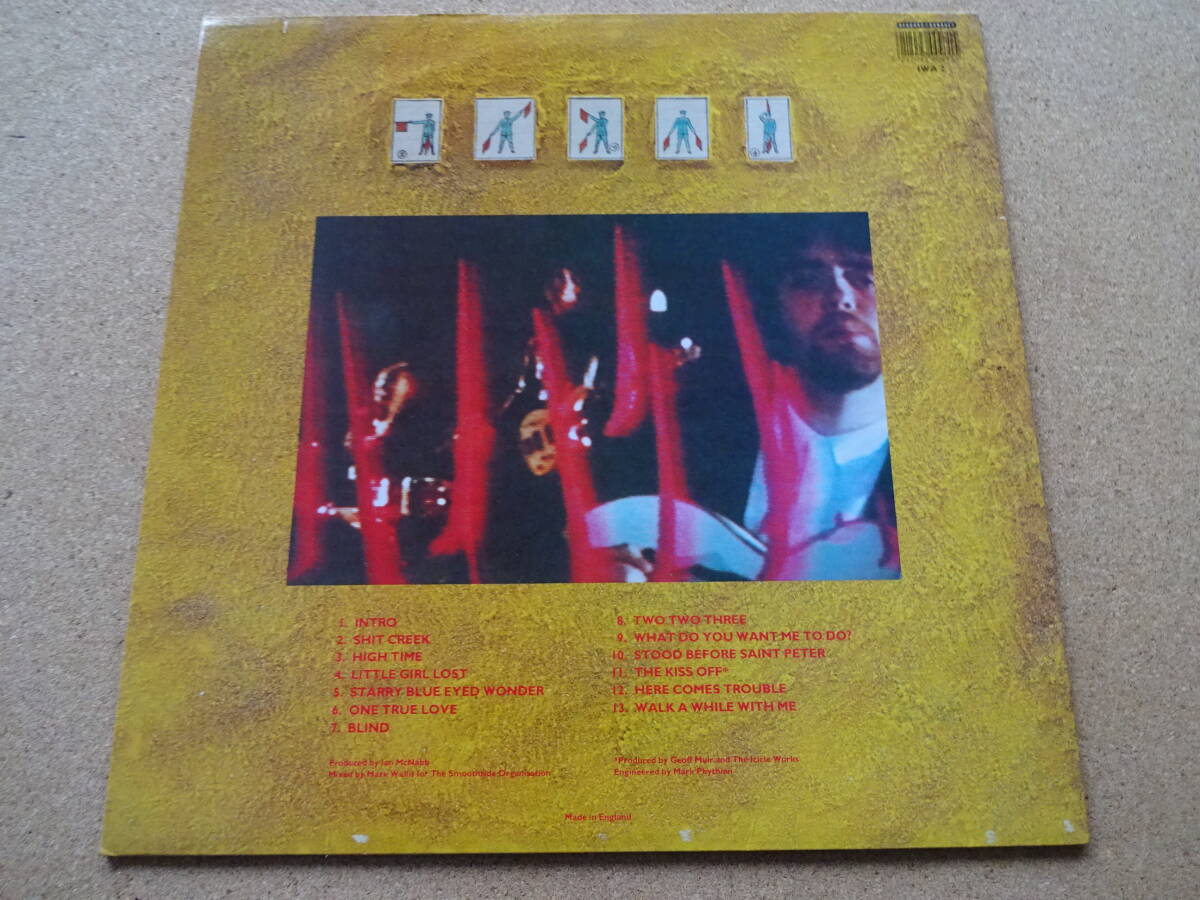 BEGGARS BANQUET
IWA 2
1. INTRO
2. SHIT CREEK
3. HIGH TIME
4. LITTLE GIRL LOST
5. STARRY BLUE EYED WONDER
6. ONE TRUE LOVE
7. BLIND
8. TWO TWO THREE
9. WHAT DO YOU WANT ME TO DO?
10. STOOD BEFORE SAINT PETER
11. THE KISS OFF*
12. HERE COMES TROUBLE
13. WALK A WHILE WITH ME
Produced by Ian McNabb
Mixed by Mark Wallis for The Smoothside Organisation
*Produced by Geoff Muir and The Icicle Works
Engineered by Mark Phythian
Made in England